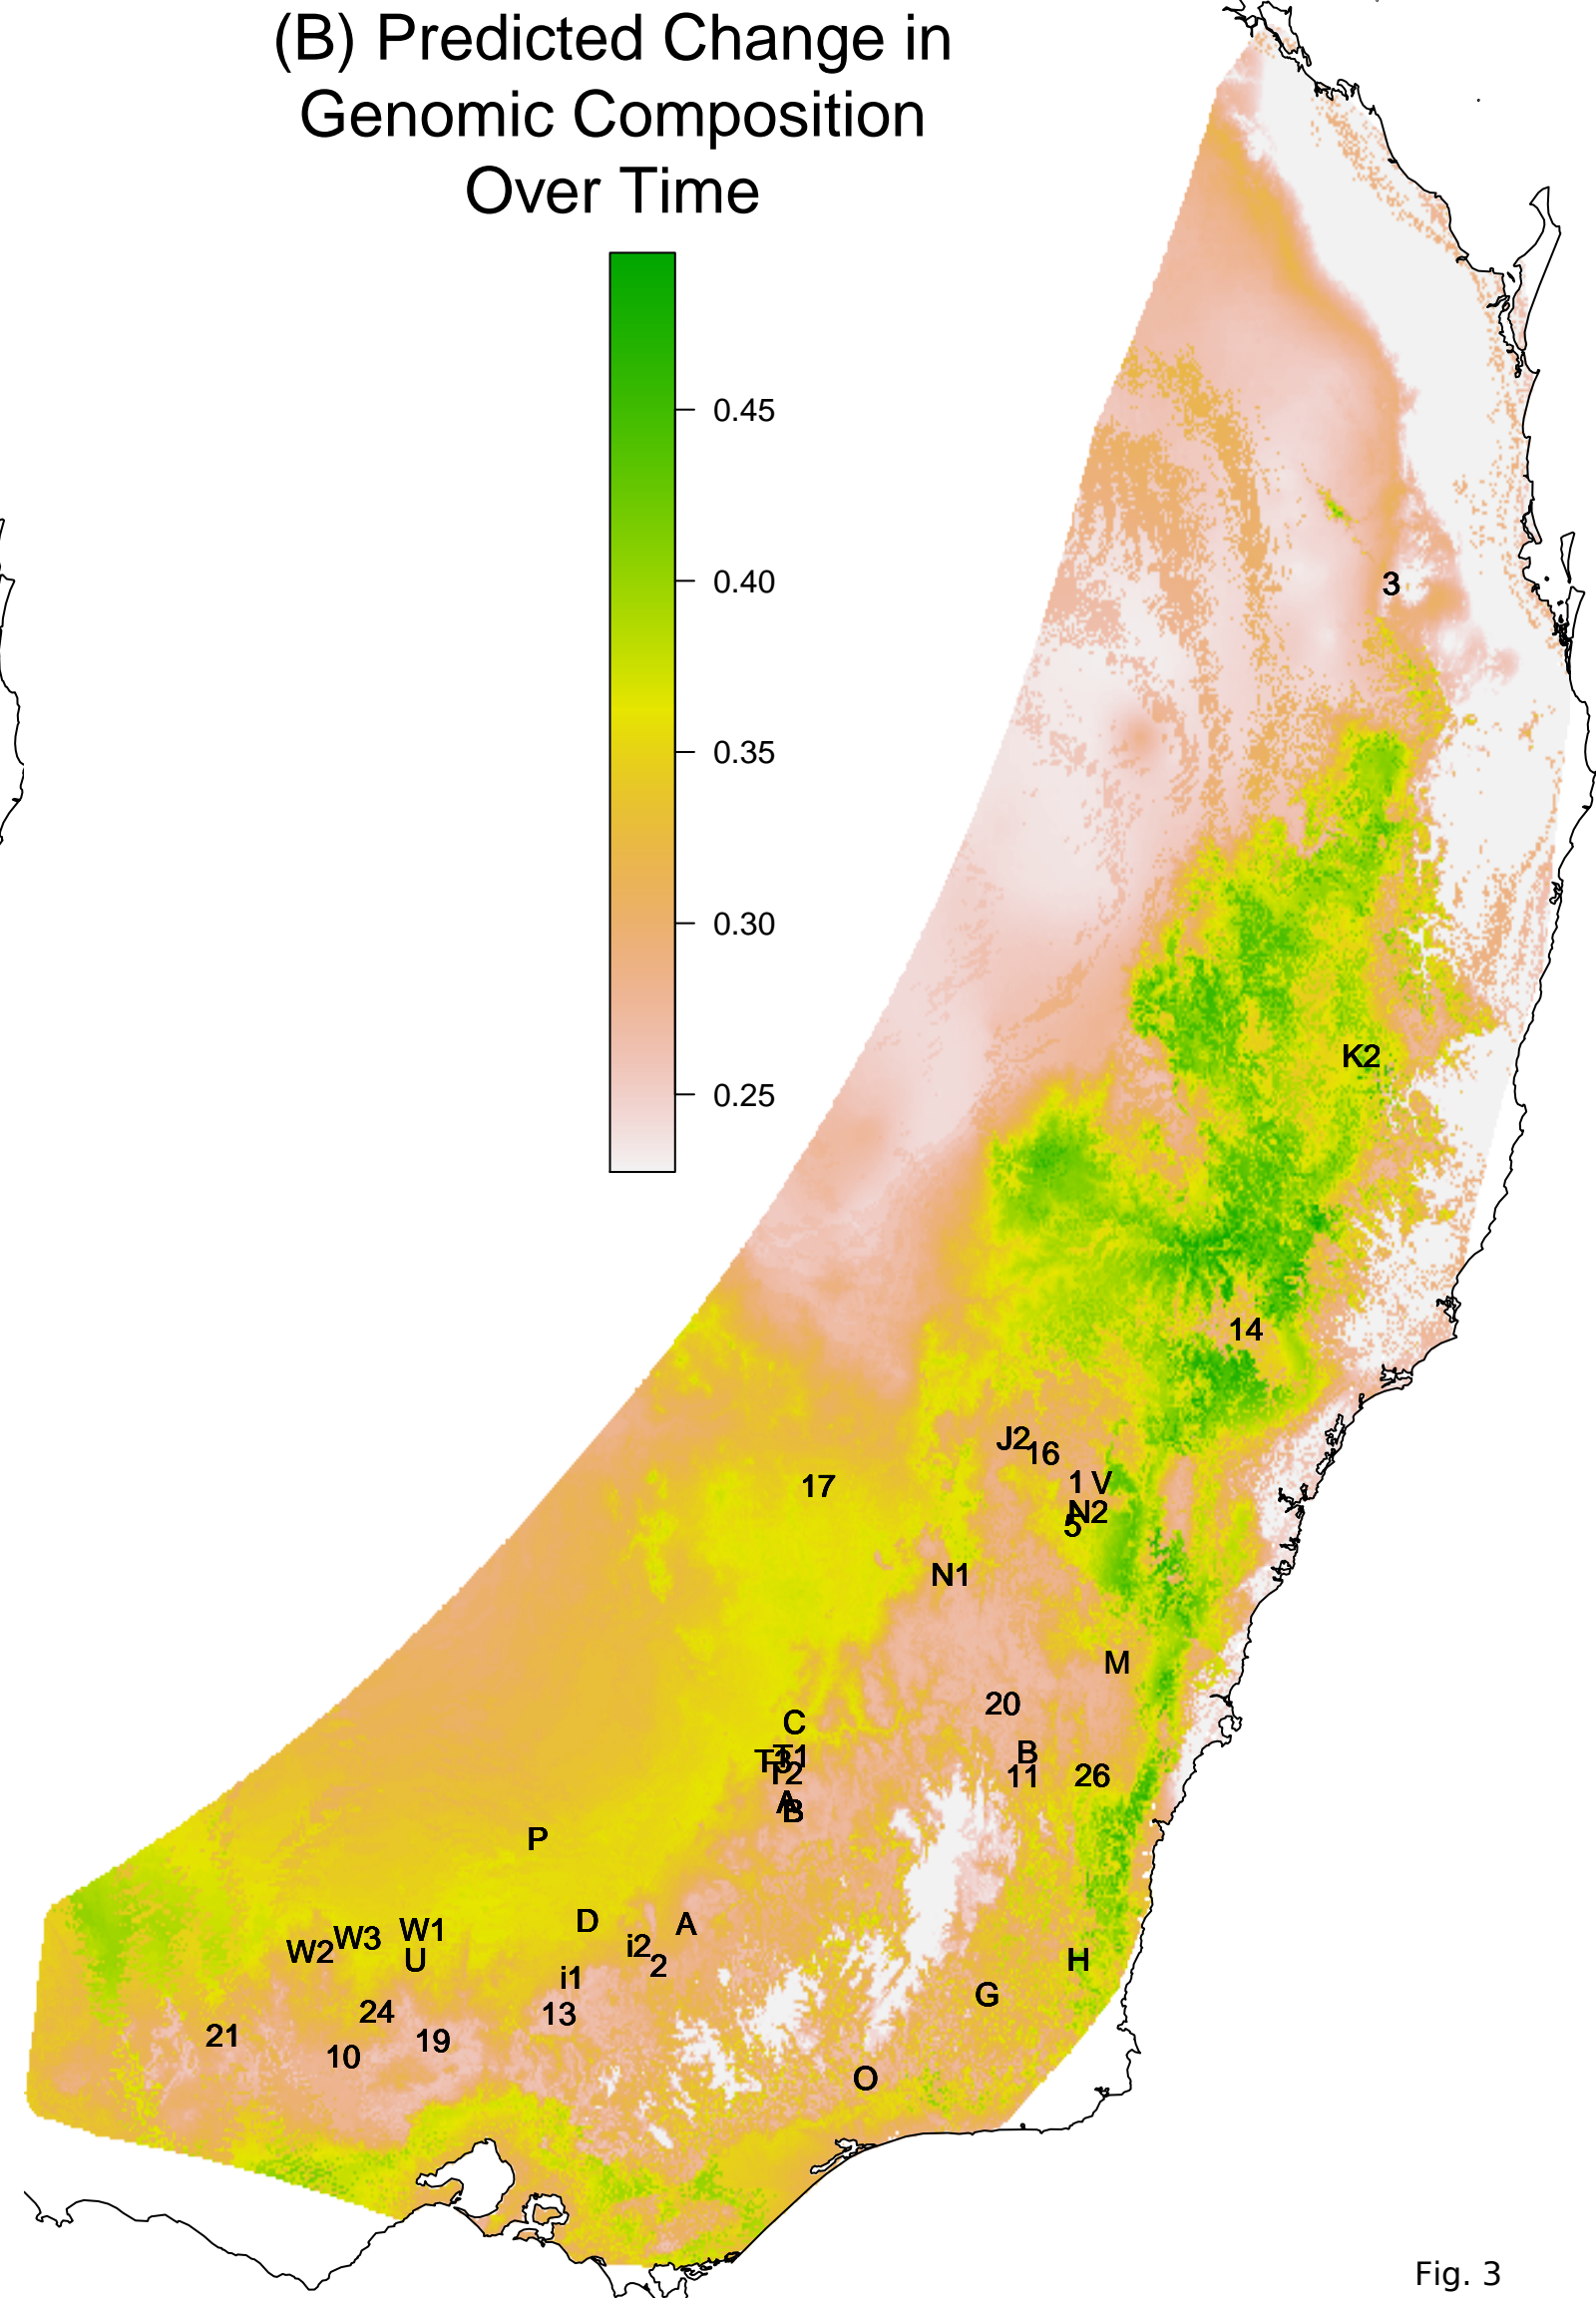 (B) Predicted Change in
Genomic Composition
Over Time
0.45
0.40
0.35
0.30
0.25
3
K2
14
J2
16
17
1 V
N2
5
N1
M
20
C
T1
T3
T2
B
11
26
A
B
P
D
A
W1
W3
W2
U
i2
2
i1
H
G
13
24
21
19
10
O
Fig. 3